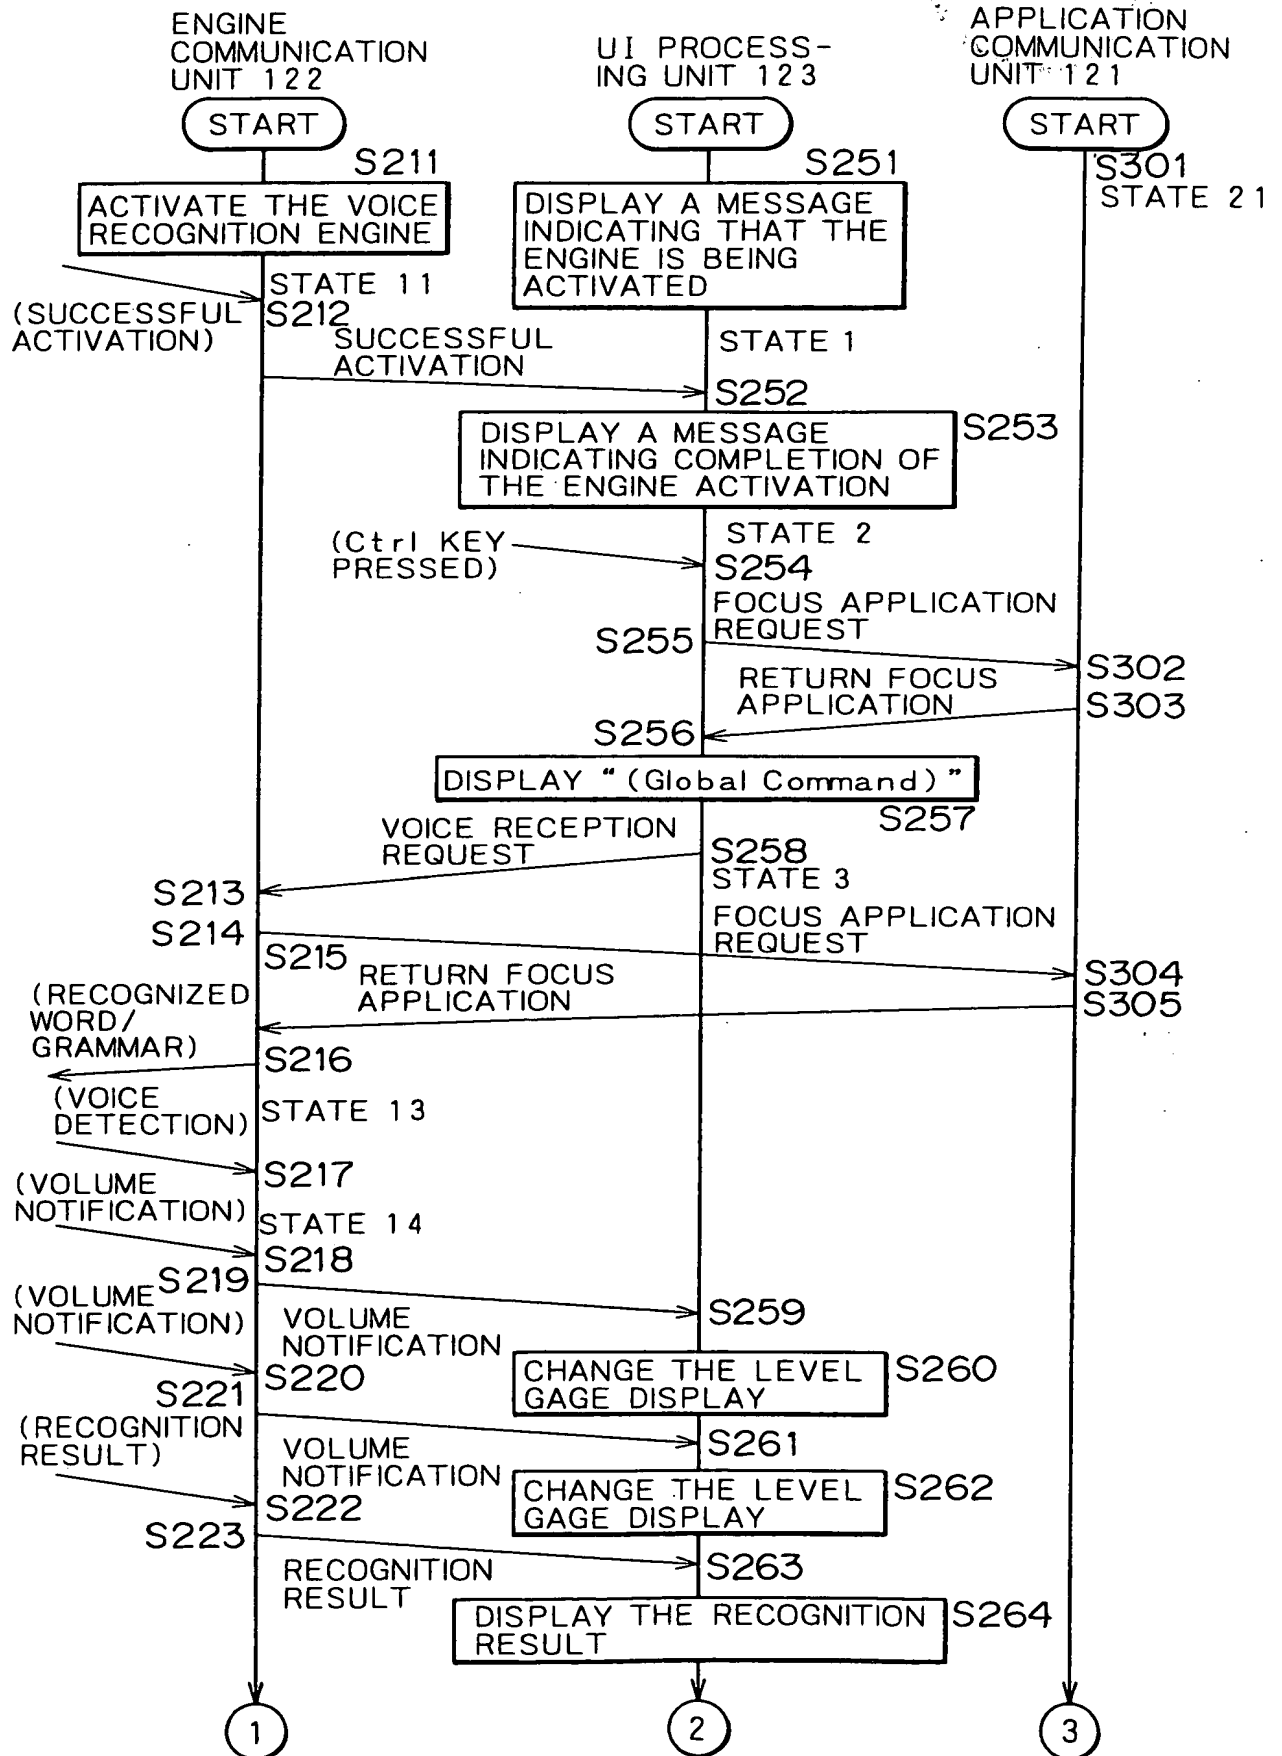 ENGINE
COMMUNICATION
UNIT 122
UI PROCESS-
ING UNIT 123
APPLICATION
COMMUNICATION
UNIT 121
START
START
START
S211
S251
S301
STATE 21
ACTIVATE THE VOICE
RECOGNITION ENGINE
DISPLAY A MESSAGE
INDICATING THAT THE
ENGINE IS BEING
ACTIVATED
STATE 11
(SUCCESSFUL
ACTIVATION)
S212
SUCCESSFUL
ACTIVATION
STATE 1
S252
DISPLAY A MESSAGE
INDICATING COMPLETION OF
THE ENGINE ACTIVATION
S253
STATE 2
(Ctrl KEY
PRESSED)
S254
FOCUS APPLICATION
REQUEST
S255
S302
RETURN FOCUS
APPLICATION
S303
S256
DISPLAY "(Global Command)"
S257
VOICE RECEPTION
REQUEST
S258
STATE 3
S213
FOCUS APPLICATION
REQUEST
S214
S215
S304
RETURN FOCUS
APPLICATION
S305
(RECOGNIZED
WORD/
GRAMMAR)
S216
(VOICE
DETECTION)
STATE 13
S217
(VOLUME
NOTIFICATION)
STATE 14
S218
S219
S259
(VOLUME
NOTIFICATION)
VOLUME
NOTIFICATION
S220
CHANGE THE LEVEL
GAGE DISPLAY
S260
S221
S261
(RECOGNITION
RESULT)
VOLUME
NOTIFICATION
S222
CHANGE THE LEVEL
GAGE DISPLAY
S262
S223
S263
RECOGNITION
RESULT
DISPLAY THE RECOGNITION
RESULT
S264
1
2
3